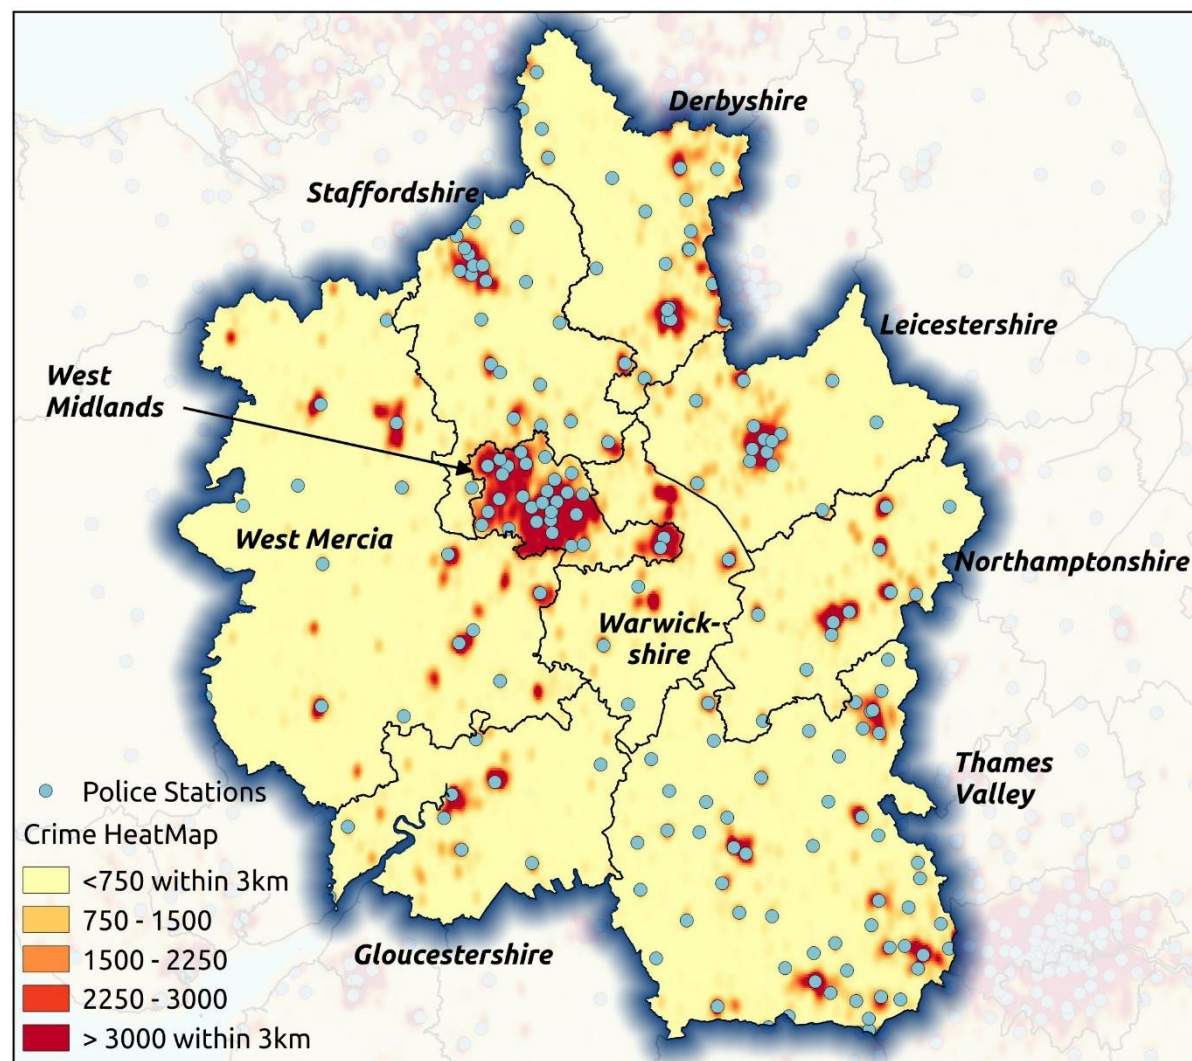 Derbyshire
Staffordshire
Leicestershire
West
Midlands
West Mercia
Northamptonshire
Warwick-
shire
Thames
Valley
Gloucestershire
Police Stations
Crime HeatMap
<750 within 3km
750 - 1500
1500 - 2250
2250 - 3000
> 3000 within 3km